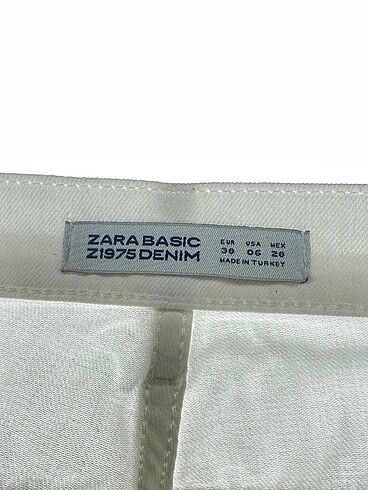 ZARA BASIC
Z1975 DENIM
EUR USA MEX
38 06 28
MADE IN TURKEY